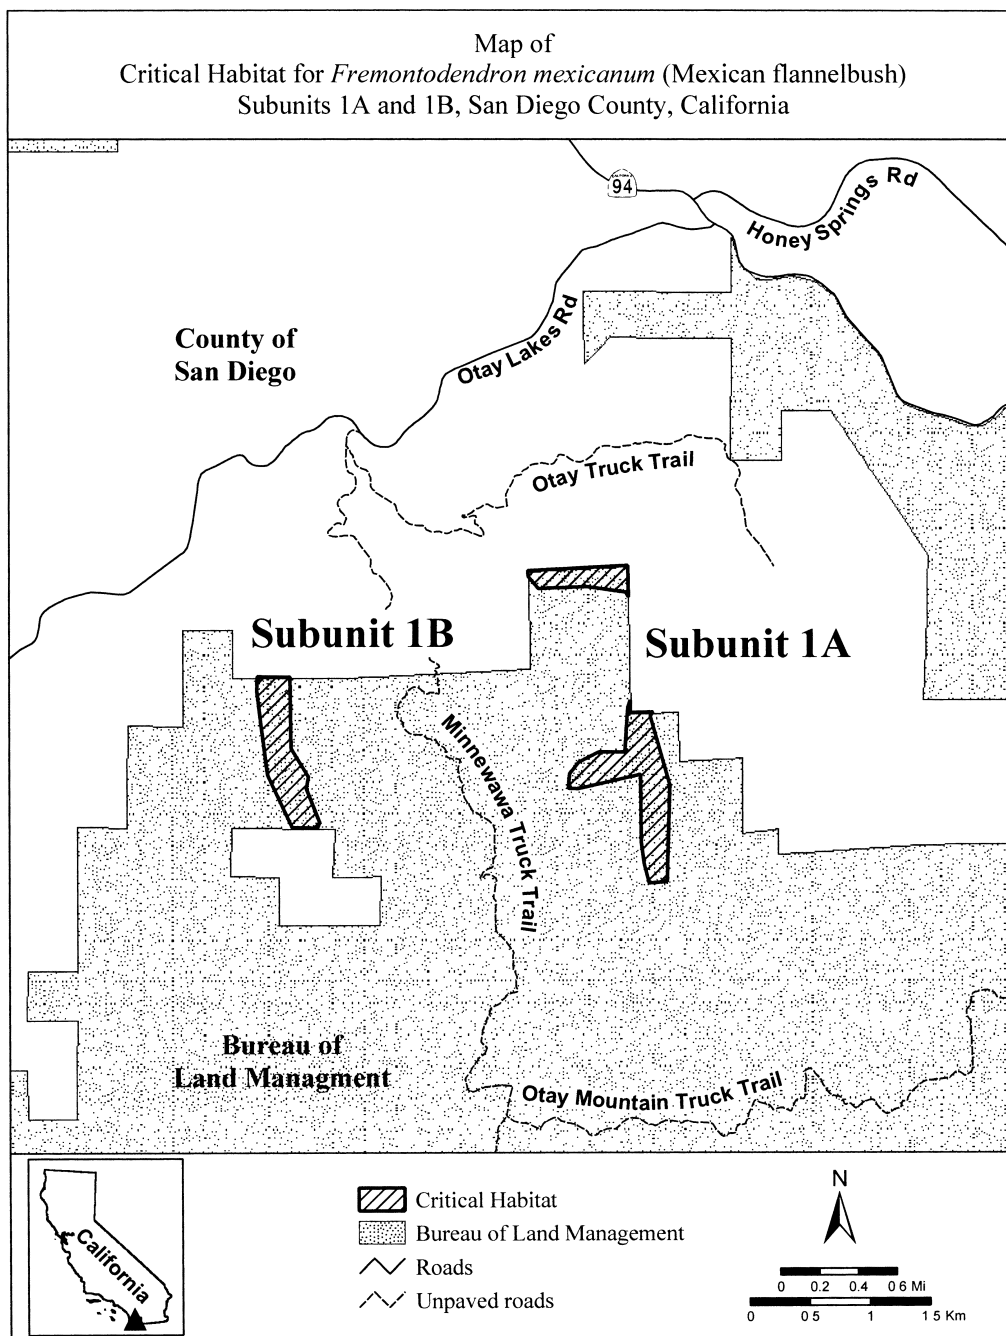 Map of
Critical Habitat for Fremontodendron mexicanum (Mexican flannelbush)
Subunits 1A and 1B, San Diego County, California
CALIFORNIA
94
Honey Springs Rd
County of
San Diego
Otay Lakes Rd
Otay Truck Trail
Subunit 1B
Subunit 1A
Minnewawa Truck Trail
Bureau of
Land Managment
Otay Mountain Truck Trail
California
Critical Habitat
Bureau of Land Management
Roads
Unpaved roads
N
0 0.2 0.4 0 6 Mi
0 0 5 1 1 5 Km